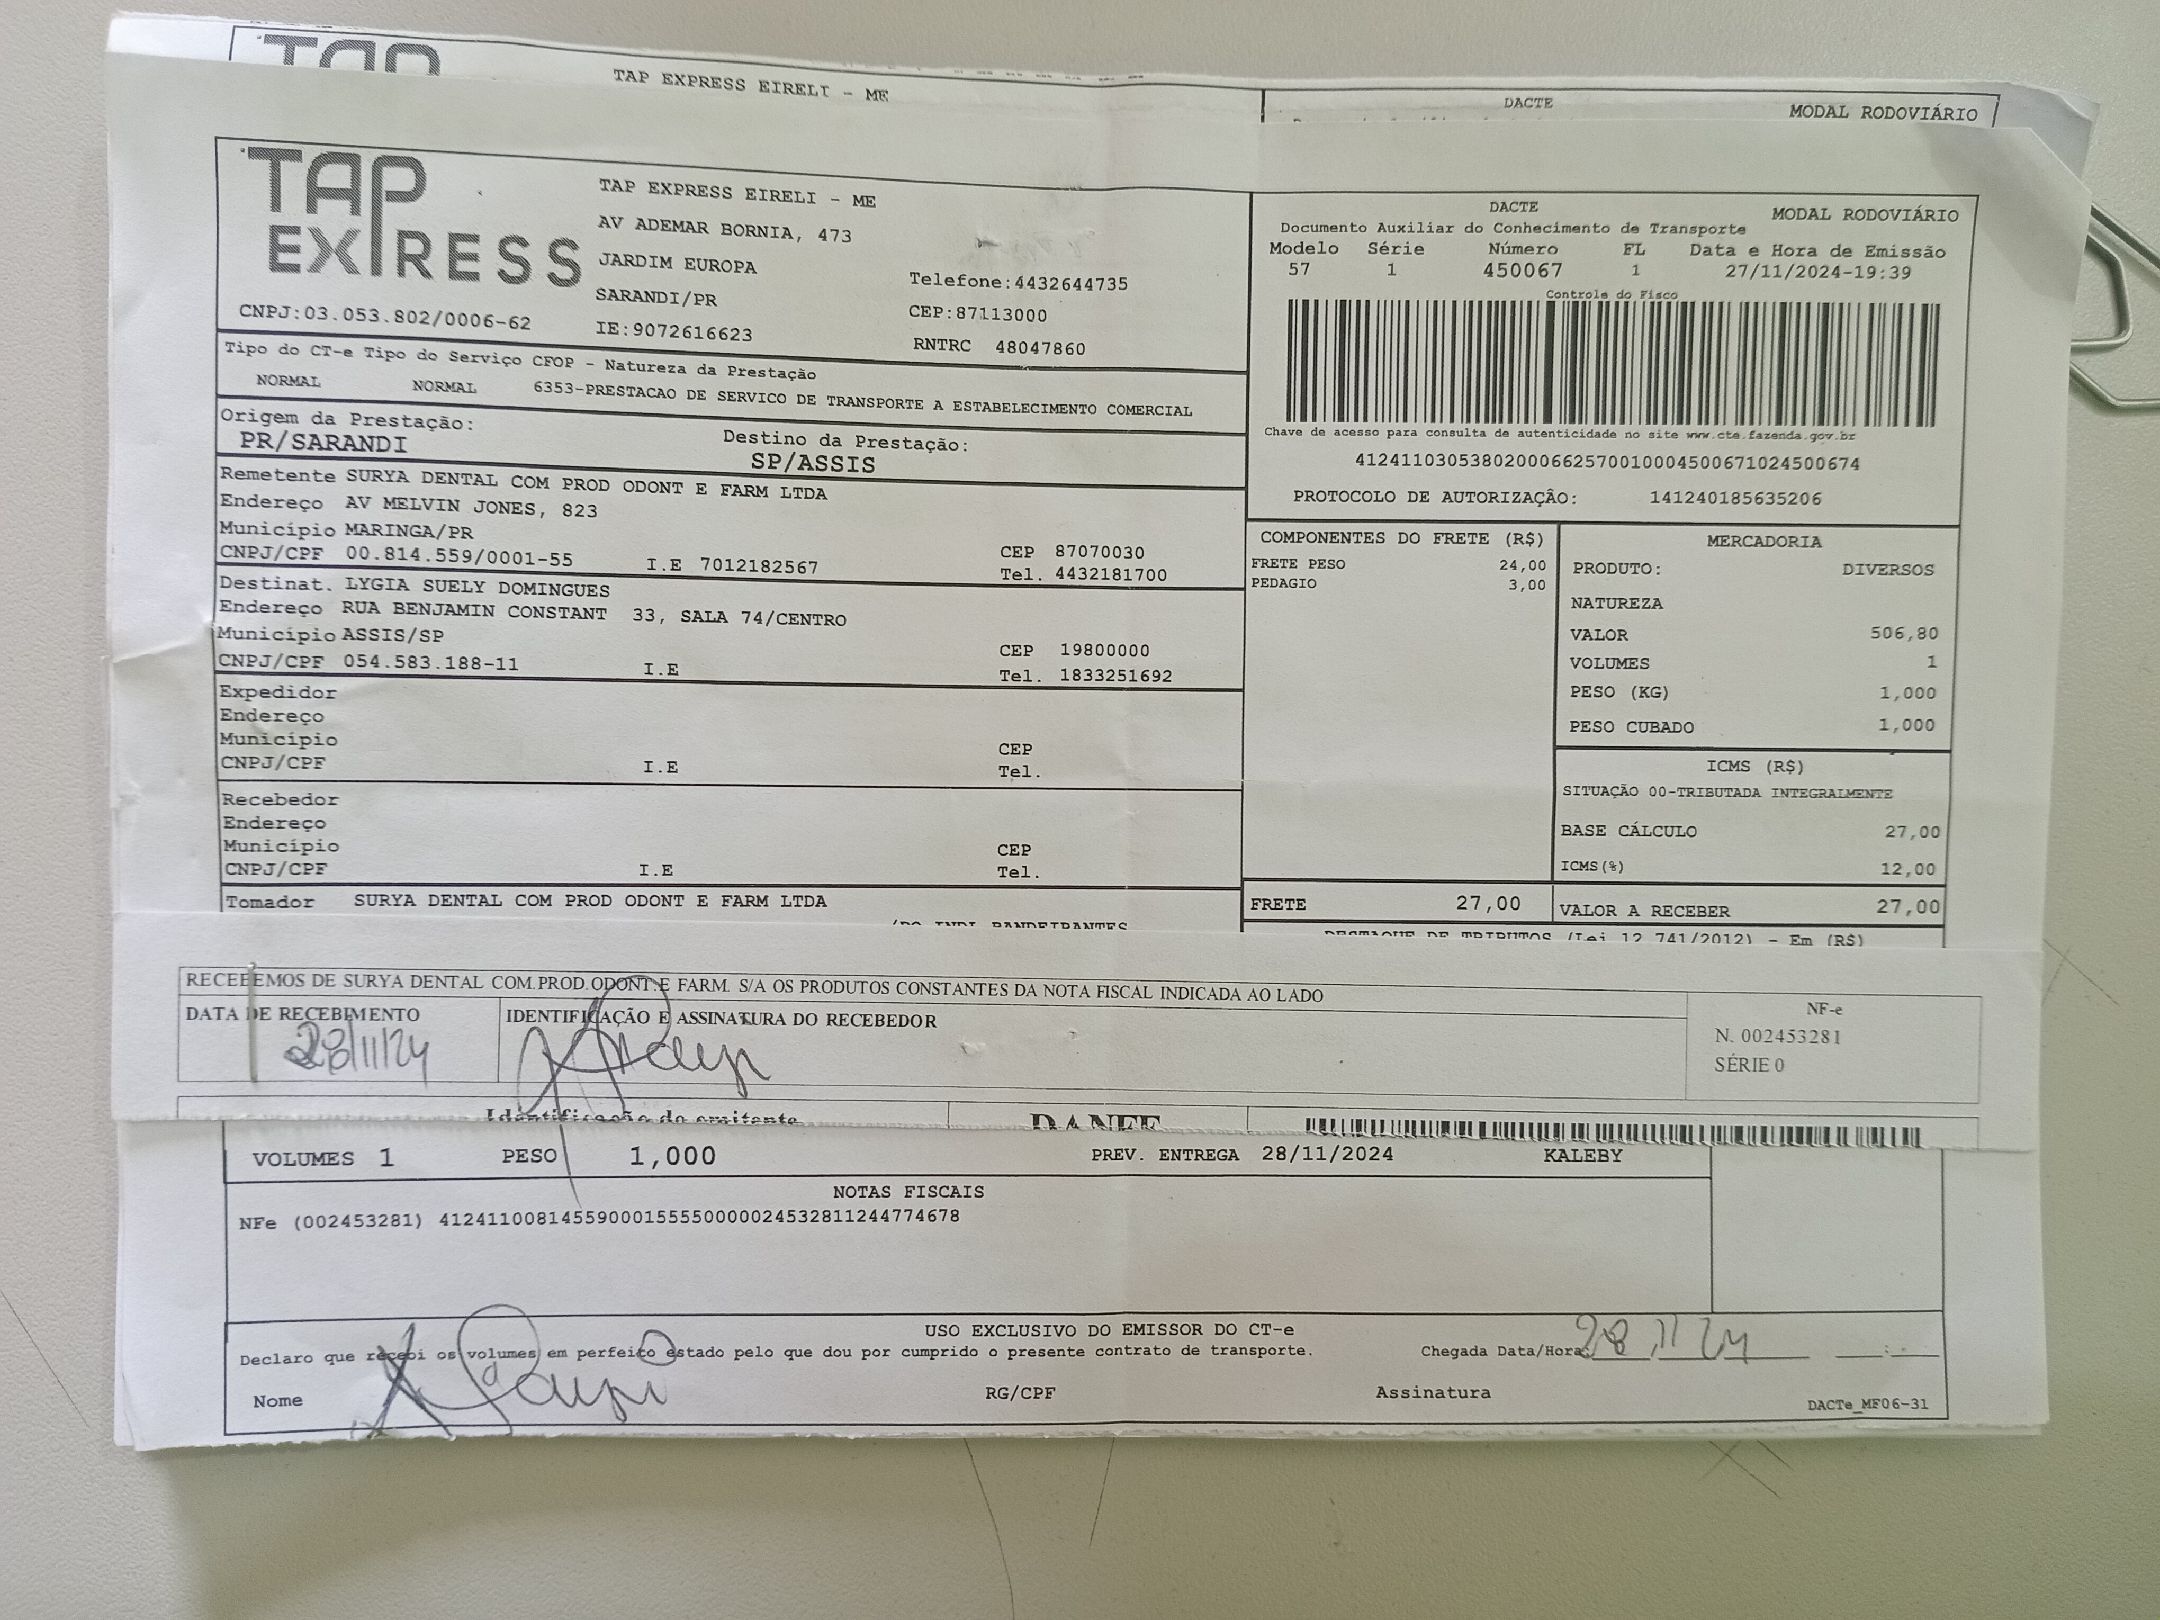 TAP EXPRESS EIRELI - ME
DACTE
MODAL RODOVIÁRIO
TAP EXPRESS
TAP EXPRESS EIRELI - ME
AV ADEMAR BORNIA, 473
JARDIM EUROPA
SARANDI/PR
IE:9072616623
Telefone:4432644735
CEP:87113000
RNTRC 48047860
CNPJ:03.053.802/0006-62
DACTE
MODAL RODOVIÁRIO
Documento Auxiliar do Conhecimento de Transporte
Modelo Série Número FL Data e Hora de Emissão
57 1 450067 1 27/11/2024-19:39
Controle do Fisco
Chave de acesso para consulta de autenticidade no site www.cte.fazenda.gov.br
41241103053802000662570010004500671024500674
PROTOCOLO DE AUTORIZAÇÃO: 141240185635206
Tipo do CT-e Tipo do Serviço CFOP - Natureza da Prestação
NORMAL NORMAL 6353-PRESTACAO DE SERVICO DE TRANSPORTE A ESTABELECIMENTO COMERCIAL
Origem da Prestação:
PR/SARANDI
Destino da Prestação:
SP/ASSIS
Remetente SURYA DENTAL COM PROD ODONT E FARM LTDA
Endereço AV MELVIN JONES, 823
Município MARINGA/PR
CNPJ/CPF 00.814.559/0001-55 I.E 7012182567
CEP 87070030
Tel. 4432181700
Destinat. LYGIA SUELY DOMINGUES
Endereço RUA BENJAMIN CONSTANT 33, SALA 74/CENTRO
Município ASSIS/SP
CNPJ/CPF 054.583.188-11 I.E
CEP 19800000
Tel. 1833251692
Expedidor
Endereço
Município
CNPJ/CPF I.E
CEP
Tel.
Recebedor
Endereço
Município
CNPJ/CPF I.E
CEP
Tel.
Tomador SURYA DENTAL COM PROD ODONT E FARM LTDA
BANDEIRANTES
COMPONENTES DO FRETE (R$)
FRETE PESO 24,00
PEDAGIO 3,00
MERCADORIA
PRODUTO: DIVERSOS
NATUREZA
VALOR 506,80
VOLUMES 1
PESO (KG) 1,000
PESO CUBADO 1,000
ICMS (R$)
SITUAÇÃO 00-TRIBUTADA INTEGRALMENTE
BASE CÁLCULO 27,00
ICMS(%) 12,00
FRETE 27,00
VALOR A RECEBER 27,00
DESTAQUE DE TRIBUTOS (Lei 12.741/2012) - Em (R$)
RECEBEMOS DE SURYA DENTAL COM.PROD.ODONT.E FARM. S/A OS PRODUTOS CONSTANTES DA NOTA FISCAL INDICADA AO LADO
DATA DE RECEBIMENTO
28/11/24
IDENTIFICAÇÃO E ASSINATURA DO RECEBEDOR
NF-e
N. 002453281
SÉRIE 0
Identificação do emitente
DANFE
VOLUMES 1 PESO 1,000 PREV. ENTREGA 28/11/2024 KALEBY
NOTAS FISCAIS
NFe (002453281) 41241100814559000155550000024532811244774678
USO EXCLUSIVO DO EMISSOR DO CT-e
Declaro que recebi os volumes em perfeito estado pelo que dou por cumprido o presente contrato de transporte.
Chegada Data/Hora: 28 11 24
Nome RG/CPF Assinatura
DACTe_MF06-31